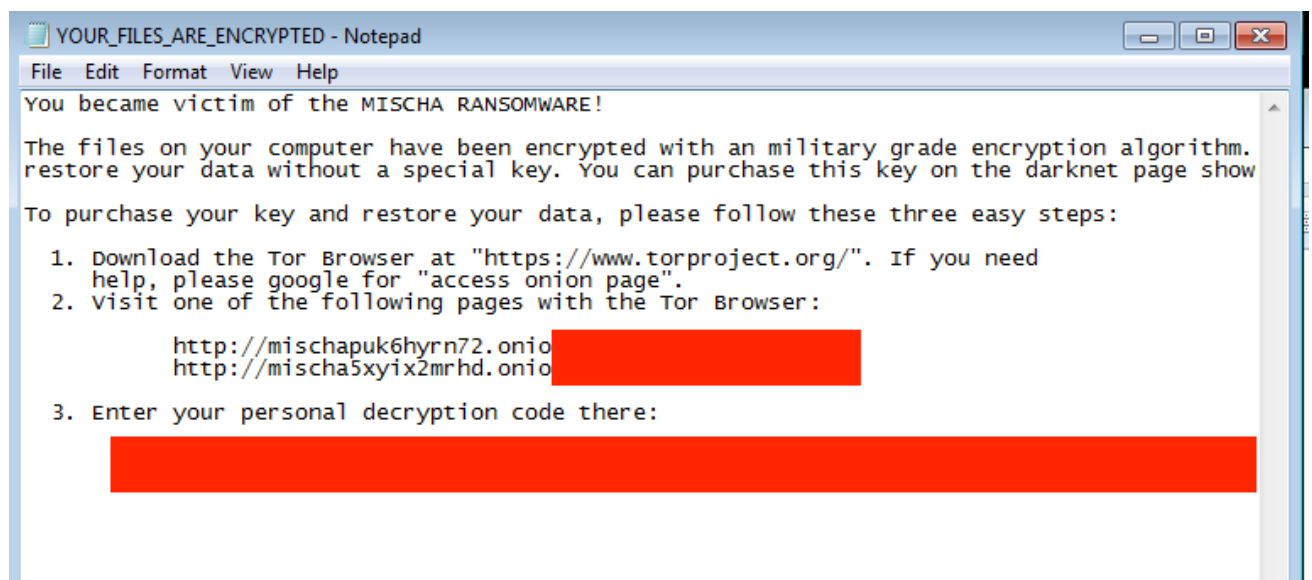 YOUR_FILES_ARE_ENCRYPTED - Notepad
File Edit Format View Help
You became victim of the MISCHA RANSOMWARE!
The files on your computer have been encrypted with an military grade encryption algorithm.
restore your data without a special key. You can purchase this key on the darknet page show
To purchase your key and restore your data, please follow these three easy steps:
1. Download the Tor Browser at "https://www.torproject.org/". If you need
help, please google for "access onion page".
2. Visit one of the following pages with the Tor Browser:
http://mischapuk6hyrn72.onio
http://mischa5xyix2mrhd.onio
3. Enter your personal decryption code there: